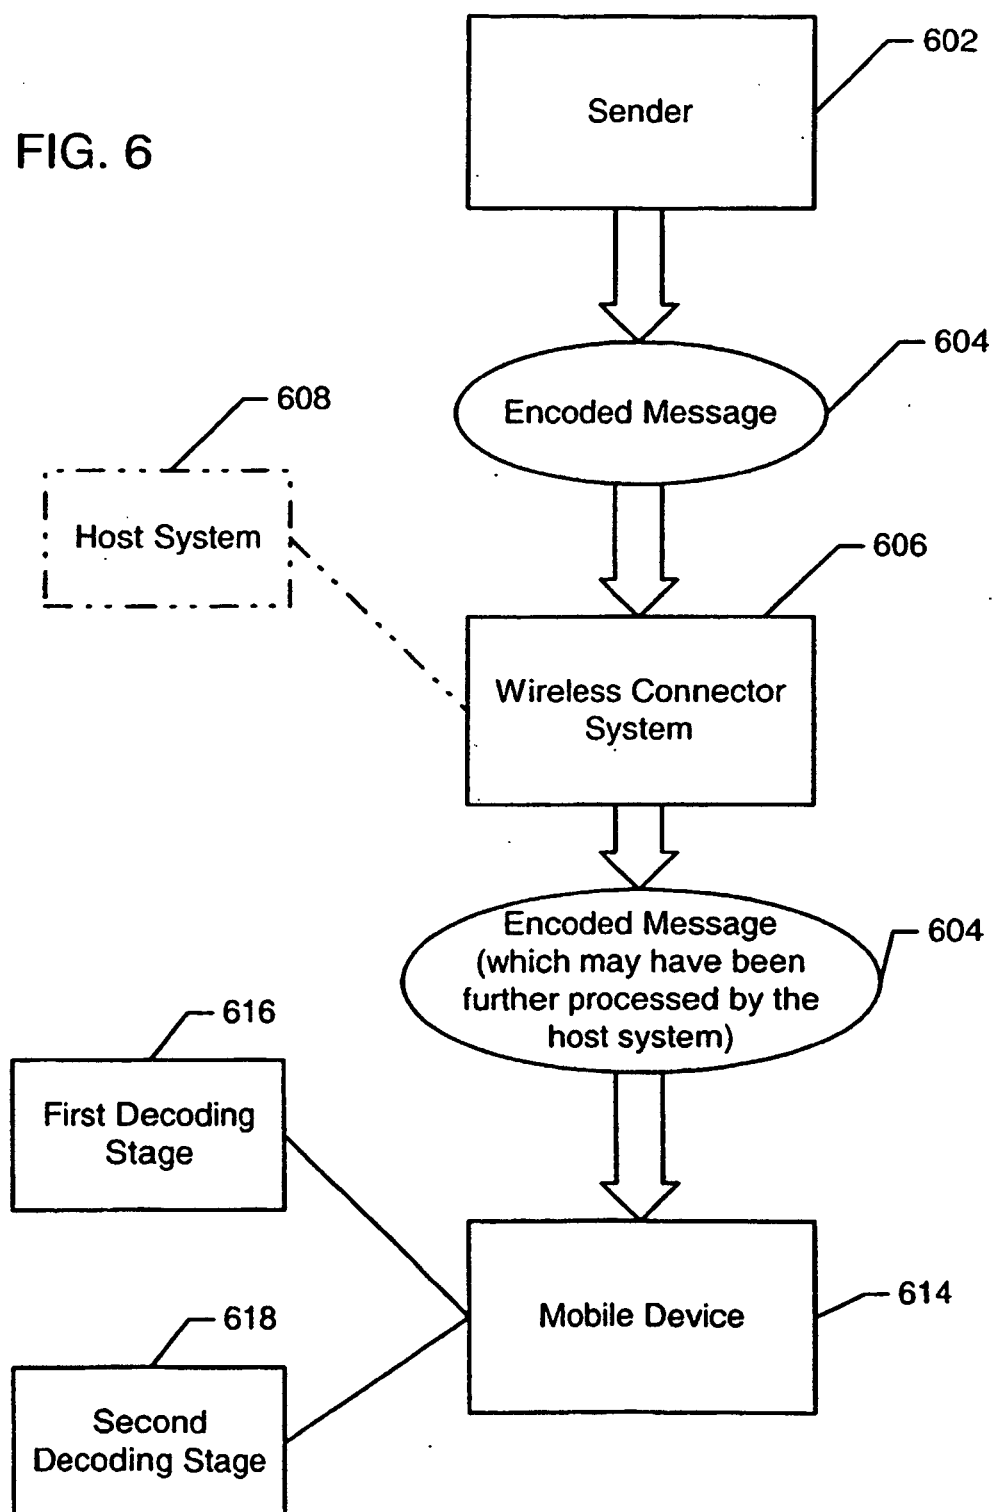 602
Sender
FIG. 6
604
Encoded Message
608
Host System
606
Wireless Connector
System
Encoded Message
(which may have been
further processed by the
host system)
604
616
First Decoding
Stage
614
Mobile Device
618
Second
Decoding Stage